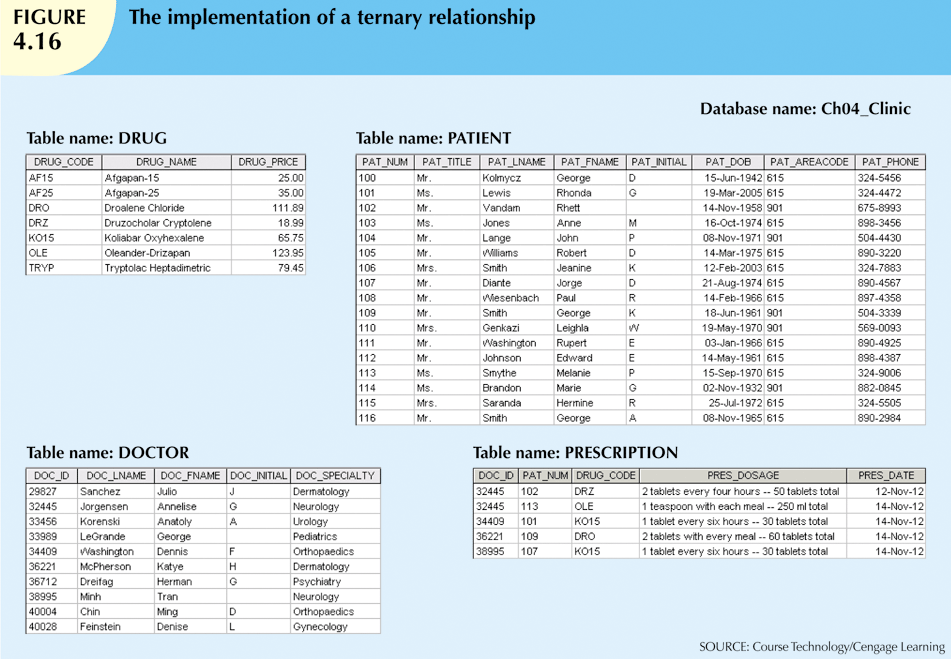 FIGURE
4.16
The implementation of a ternary relationship
Database name: Ch04_Clinic
Table name: DRUG
DRUG_CODE DRUG_NAME DRUG_PRICE
AF15 Afgapan-15 25.00
AF25 Afgapan-25 35.00
DRO Droalene Chloride 111.89
DRZ Druzocholar Cryptolene 18.99
KO15 Koliabar Oxyhexalene 65.75
OLE Oleander-Drizapan 123.95
TRYP Tryptolac Heptadimetric 79.45
Table name: PATIENT
PAT_NUM PAT_TITLE PAT_LNAME PAT_FNAME PAT_INITIAL PAT_DOB PAT_AREACODE PAT_PHONE
100 Mr. Kolmycz George D 15-Jun-1942 615 324-5456
101 Ms. Lewis Rhonda G 19-Mar-2005 615 324-4472
102 Mr. Vandam Rhett 14-Nov-1958 901 675-8993
103 Ms. Jones Anne M 16-Oct-1974 615 898-3456
104 Mr. Lange John P 08-Nov-1971 901 504-4430
105 Mr. Williams Robert D 14-Mar-1975 615 890-3220
106 Mrs. Smith Jeanine K 12-Feb-2003 615 324-7883
107 Mr. Diante Jorge D 21-Aug-1974 615 890-4567
108 Mr. Wiesenbach Paul R 14-Feb-1966 615 897-4358
109 Mr. Smith George K 18-Jun-1961 901 504-3339
110 Mrs. Genkazi Leighla W 19-May-1970 901 569-0093
111 Mr. Washington Rupert E 03-Jan-1966 615 890-4925
112 Mr. Johnson Edward E 14-May-1961 615 898-4387
113 Ms. Smythe Melanie P 15-Sep-1970 615 324-9006
114 Ms. Brandon Marie G 02-Nov-1932 901 882-0845
115 Mrs. Saranda Hermine R 25-Jul-1972 615 324-5505
116 Mr. Smith George A 08-Nov-1965 615 890-2984
Table name: DOCTOR
DOC_ID DOC_LNAME DOC_FNAME DOC_INITIAL DOC_SPECIALTY
29827 Sanchez Julio J Dermatology
32445 Jorgensen Annelise G Neurology
33456 Korenski Anatoly A Urology
33989 LeGrande George Pediatrics
34409 Washington Dennis F Orthopaedics
36221 McPherson Katye H Dermatology
36712 Dreifag Herman G Psychiatry
38995 Minh Tran Neurology
40004 Chin Ming D Orthopaedics
40028 Feinstein Denise L Gynecology
Table name: PRESCRIPTION
DOC_ID PAT_NUM DRUG_CODE PRES_DOSAGE PRES_DATE
32445 102 DRZ 2 tablets every four hours -- 50 tablets total 12-Nov-12
32445 113 OLE 1 teaspoon with each meal -- 250 ml total 14-Nov-12
34409 101 KO15 1 tablet every six hours -- 30 tablets total 14-Nov-12
36221 109 DRO 2 tablets with every meal -- 60 tablets total 14-Nov-12
38995 107 KO15 1 tablet every six hours -- 30 tablets total 14-Nov-12
SOURCE: Course Technology/Cengage Learning